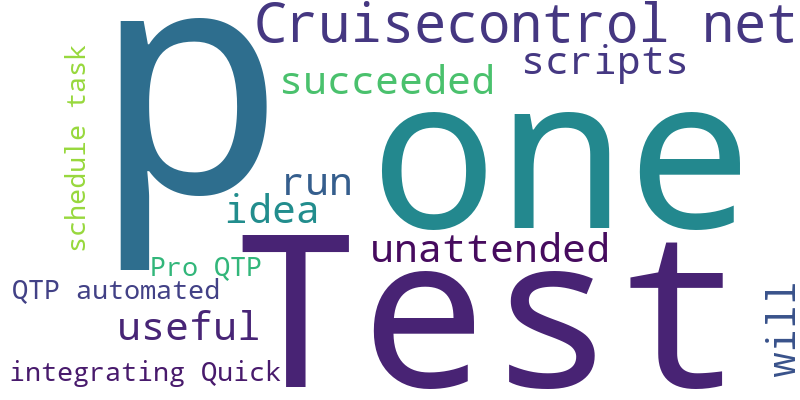 Cruisecontrol net
p
schedule task
succeeded
scripts
one
run
idea
unattended
Test
Pro QTP
QTP automated
useful
integrating Quick
will